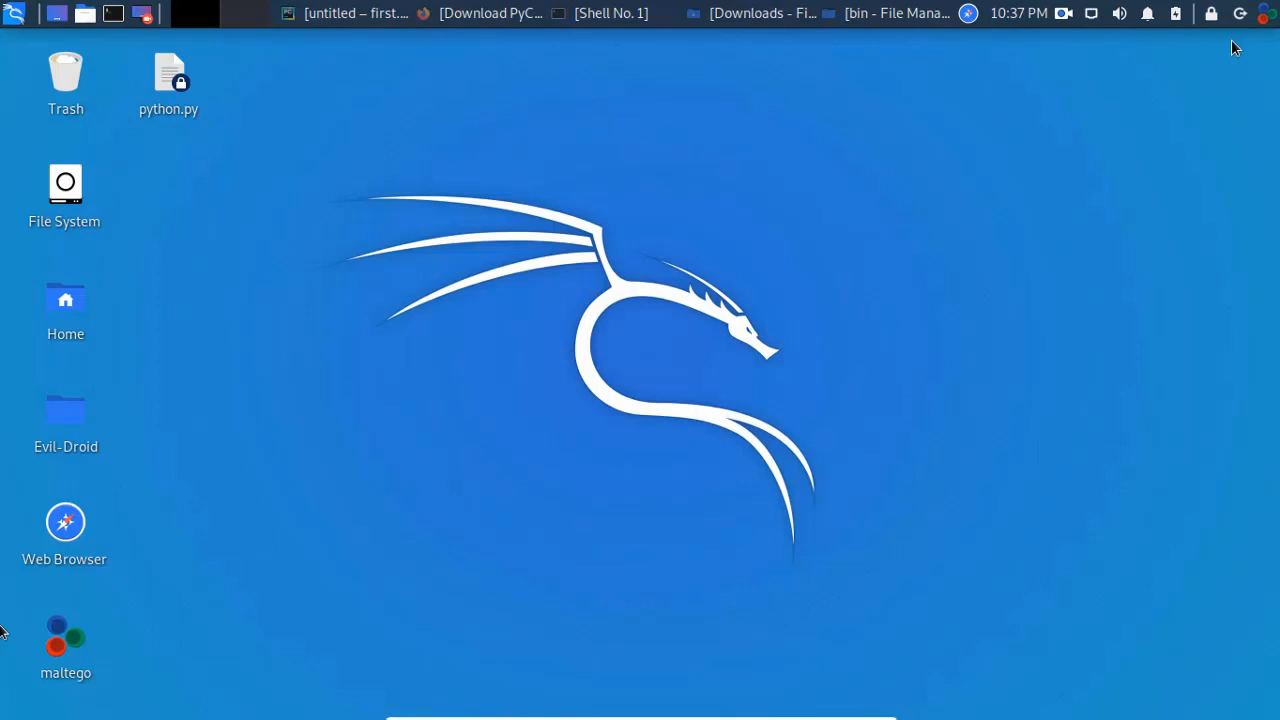 [untitled – first....
[Download PyC...
[Shell No. 1]
[Downloads - Fi...
[bin - File Mana...
10:37 PM
Trash
python.py
File System
Home
Evil-Droid
Web Browser
maltego